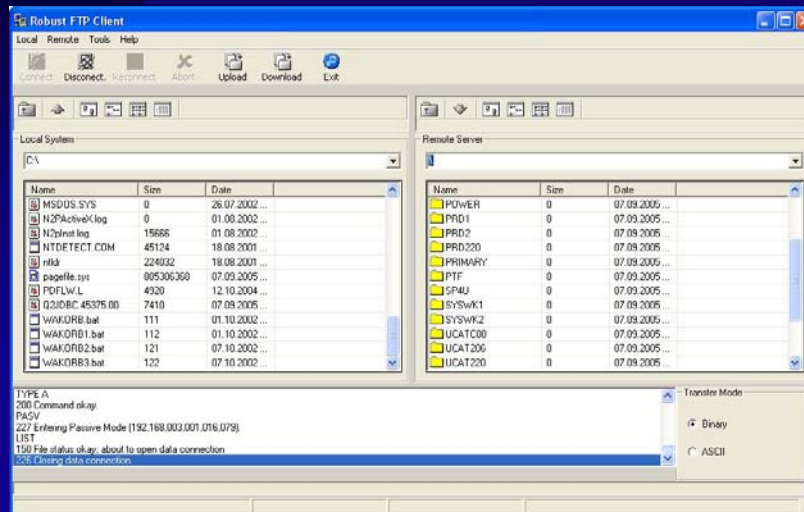 Robust FTP Client
Local Remote Tools Help
Connect Disconect. Reconnect Abort Upload Download Exit
Local System
C:\
Name Size Date
MSDOS.SYS 0 26.07.2002 ...
N2PActiveX.log 0 01.08.2002 ...
N2pInst.log 15666 01.08.2002 ...
NTDETECT.COM 45124 18.08.2001 ...
ntldr 224032 18.08.2001 ...
pagefile.sys 805306368 07.09.2005 ...
PDFLW.L 4920 12.10.2004 ...
Q2JDBC.45375.00 7410 07.09.2005 ...
WAKORB.bat 111 01.10.2002 ...
WAKORB1.bat 112 01.10.2002 ...
WAKORB2.bat 121 07.10.2002 ...
WAKORB3.bat 122 07.10.2002 ...
Remote Server
Name Size Date
POWER 0 07.09.2005 ...
PRD1 0 07.09.2005 ...
PRD2 0 07.09.2005 ...
PRD220 0 07.09.2005 ...
PRIMARY 0 07.09.2005 ...
PTF 0 07.09.2005 ...
SP4U 0 07.09.2005 ...
SYSWK1 0 07.09.2005 ...
SYSWK2 0 07.09.2005 ...
UCATC00 0 07.09.2005 ...
UCAT206 0 07.09.2005 ...
UCAT220 0 07.09.2005 ...
TYPE A
200 Command okay.
PASV
227 Entering Passive Mode (192,168,003,001,016,079).
LIST
150 File status okay; about to open data connection
226 Closing data connection
Transfer Mode
Binary
ASCII